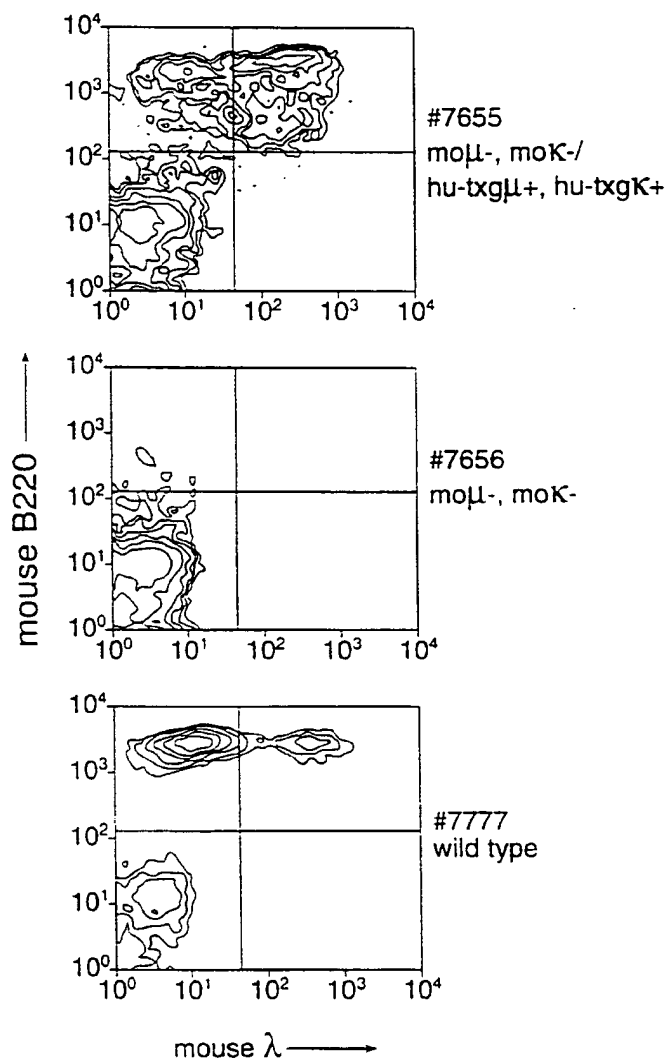 10⁴
10³
10²
10¹
10⁰
10⁰ 10¹ 10² 10³ 10⁴
#7655
moμ-, moκ-/
hu-txgμ+, hu-txgκ+
10⁴
10³
10²
10¹
10⁰
10⁰ 10¹ 10² 10³ 10⁴
#7656
moμ-, moκ-
10⁴
10³
10²
10¹
10⁰
10⁰ 10¹ 10² 10³ 10⁴
#7777
wild type
mouse B220
mouse λ